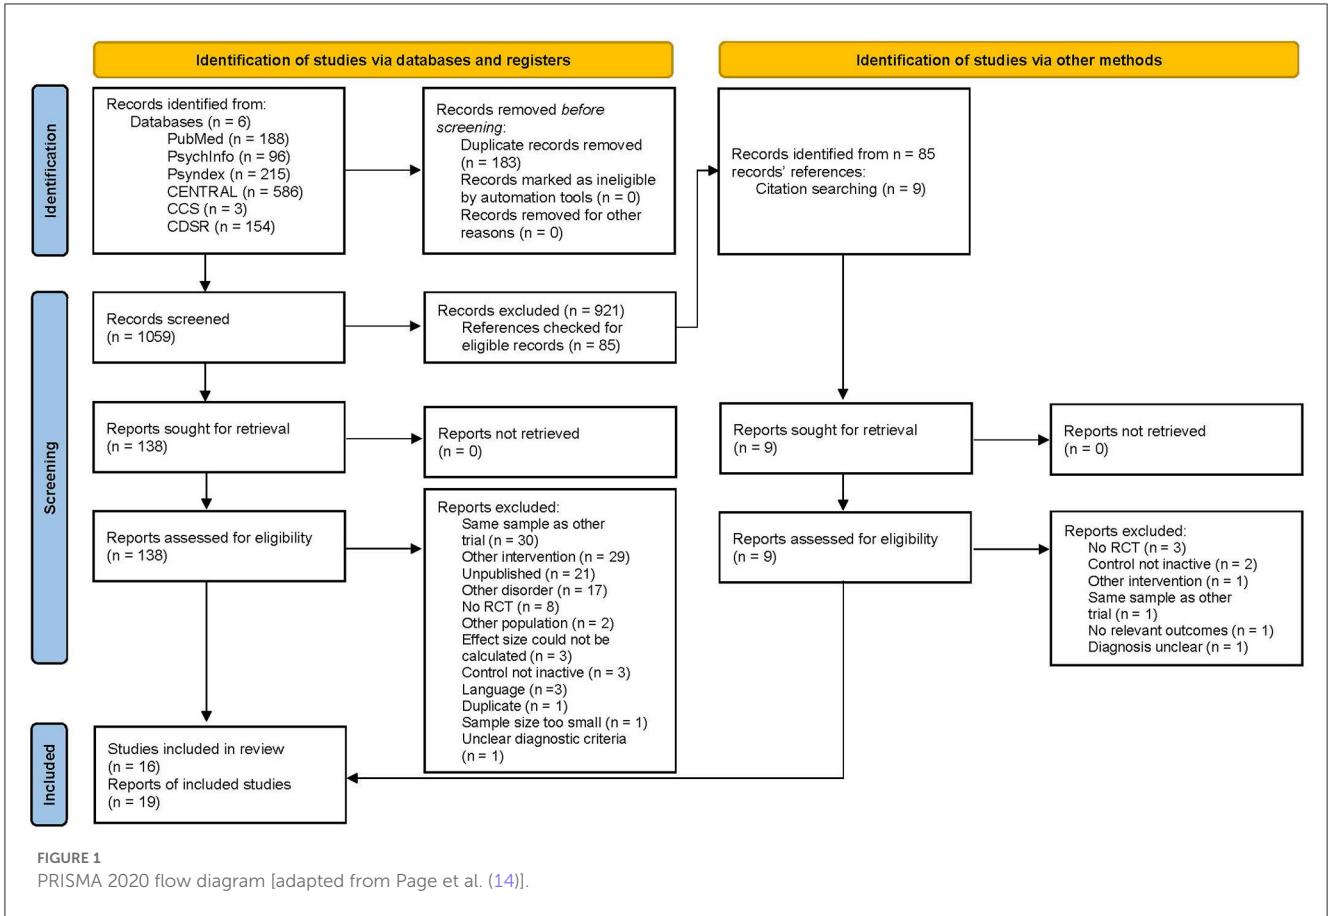 Identification of studies via databases and registers
Identification of studies via other methods
Identification
Records identified from:
Databases (n = 6)
PubMed (n = 188)
PsychInfo (n = 96)
Psyndex (n = 215)
CENTRAL (n = 586)
CCS (n = 3)
CDSR (n = 154)
Records removed before
screening:
Duplicate records removed
(n = 183)
Records marked as ineligible
by automation tools (n = 0)
Records removed for other
reasons (n = 0)
Records identified from n = 85
records' references:
Citation searching (n = 9)
Screening
Records screened
(n = 1059)
Records excluded (n = 921)
References checked for
eligible records (n = 85)
Reports sought for retrieval
(n = 138)
Reports not retrieved
(n = 0)
Reports sought for retrieval
(n = 9)
Reports not retrieved
(n = 0)
Reports assessed for eligibility
(n = 138)
Reports excluded:
Same sample as other
trial (n = 30)
Other intervention (n = 29)
Unpublished (n = 21)
Other disorder (n = 17)
No RCT (n = 8)
Other population (n = 2)
Effect size could not be
calculated (n = 3)
Control not inactive (n = 3)
Language (n =3)
Duplicate (n = 1)
Sample size too small (n = 1)
Unclear diagnostic criteria
(n = 1)
Reports assessed for eligibility
(n = 9)
Reports excluded:
No RCT (n = 3)
Control not inactive (n = 2)
Other intervention (n = 1)
Same sample as other
trial (n = 1)
No relevant outcomes (n = 1)
Diagnosis unclear (n = 1)
Included
Studies included in review
(n = 16)
Reports of included studies
(n = 19)
FIGURE 1
PRISMA 2020 flow diagram [adapted from Page et al. (14)].